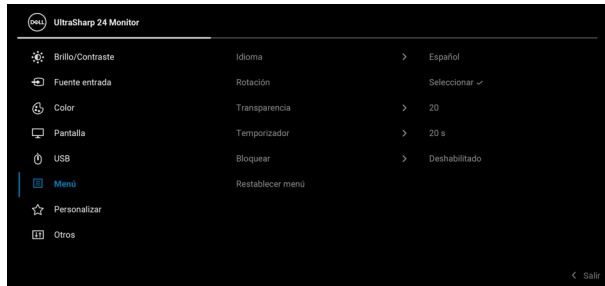 DELL UltraSharp 24 Monitor
Brillo/Contraste Idioma > Español
Fuente entrada Rotación Seleccionar ✓
Color Transparencia > 20
Pantalla Temporizador > 20 s
USB Bloquear > Deshabilitado
Menú Restablecer menú
Personalizar
Otros
< Salir